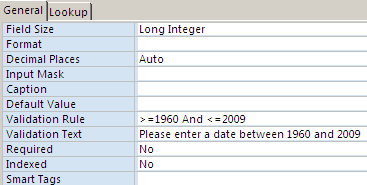 General Lookup
Field Size Long Integer
Format
Decimal Places Auto
Input Mask
Caption
Default Value
Validation Rule >=1960 And <=2009
Validation Text Please enter a date between 1960 and 2009
Required No
Indexed No
Smart Tags